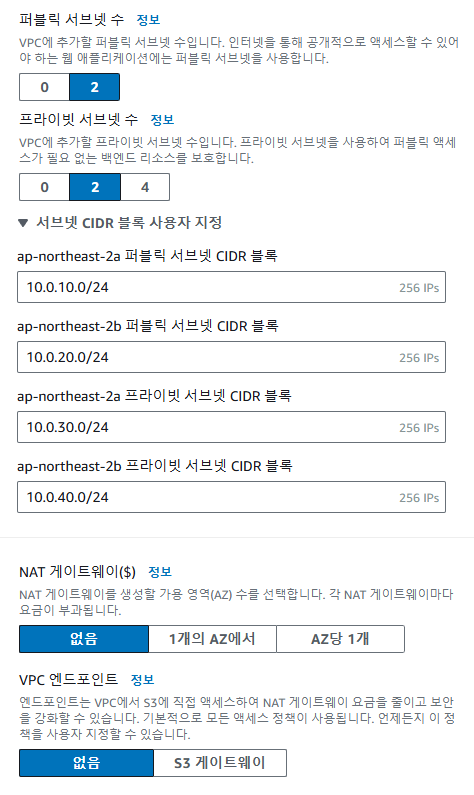 퍼블릭 서브넷 수 정보
VPC에 추가할 퍼블릭 서브넷 수입니다. 인터넷을 통해 공개적으로 액세스할 수 있어
야 하는 웹 애플리케이션에는 퍼블릭 서브넷을 사용합니다.
0 2
프라이빗 서브넷 수 정보
VPC에 추가할 프라이빗 서브넷 수입니다. 프라이빗 서브넷을 사용하여 퍼블릭 액세
스가 필요 없는 백엔드 리소스를 보호합니다.
0 2 4
▼ 서브넷 CIDR 블록 사용자 지정
ap-northeast-2a 퍼블릭 서브넷 CIDR 블록
10.0.10.0/24 256 IPs
ap-northeast-2b 퍼블릭 서브넷 CIDR 블록
10.0.20.0/24 256 IPs
ap-northeast-2a 프라이빗 서브넷 CIDR 블록
10.0.30.0/24 256 IPs
ap-northeast-2b 프라이빗 서브넷 CIDR 블록
10.0.40.0/24 256 IPs
NAT 게이트웨이($) 정보
NAT 게이트웨이를 생성할 가용 영역(AZ) 수를 선택합니다. 각 NAT 게이트웨이마다
요금이 부과됩니다.
없음 1개의 AZ에서 AZ당 1개
VPC 엔드포인트 정보
엔드포인트는 VPC에서 S3에 직접 액세스하여 NAT 게이트웨이 요금을 줄이고 보안
을 강화할 수 있습니다. 기본적으로 모든 액세스 정책이 사용됩니다. 언제든지 이 정
책을 사용자 지정할 수 있습니다.
없음 S3 게이트웨이